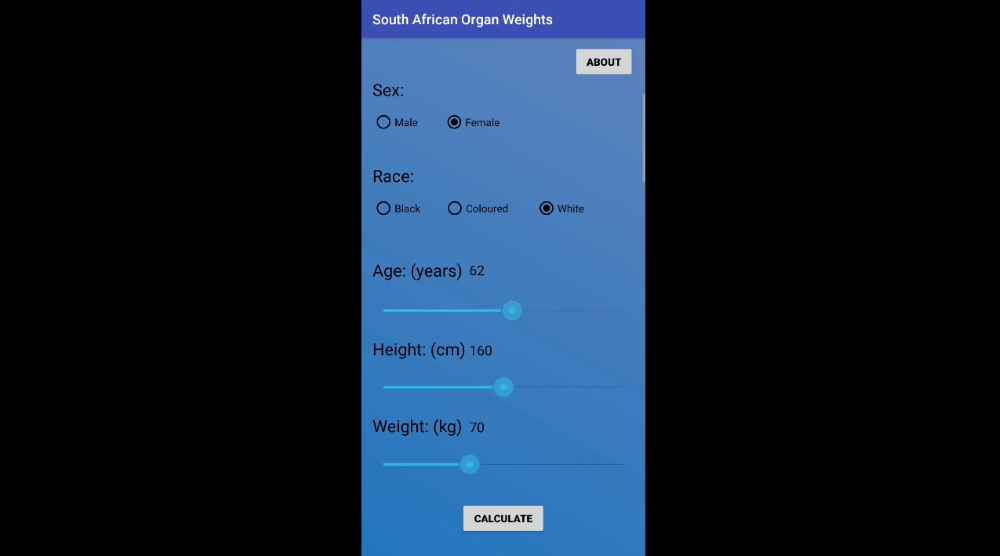 South African Organ Weights
ABOUT
Sex:
Male Female
Race:
Black Coloured White
Age: (years) 62
Height: (cm) 160
Weight: (kg) 70
CALCULATE